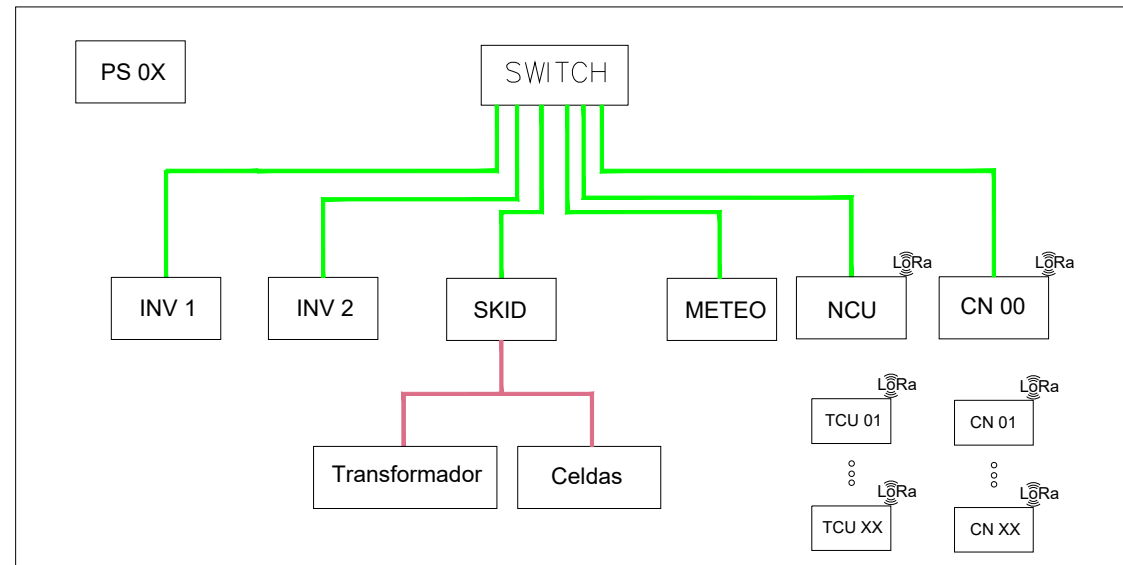 PS 0X
SWITCH
INV 1
INV 2
SKID
METEO
LoRa
NCU
LoRa
CN 00
Transformador
Celdas
LoRa
TCU 01
LoRa
CN 01
LoRa
TCU XX
LoRa
CN XX